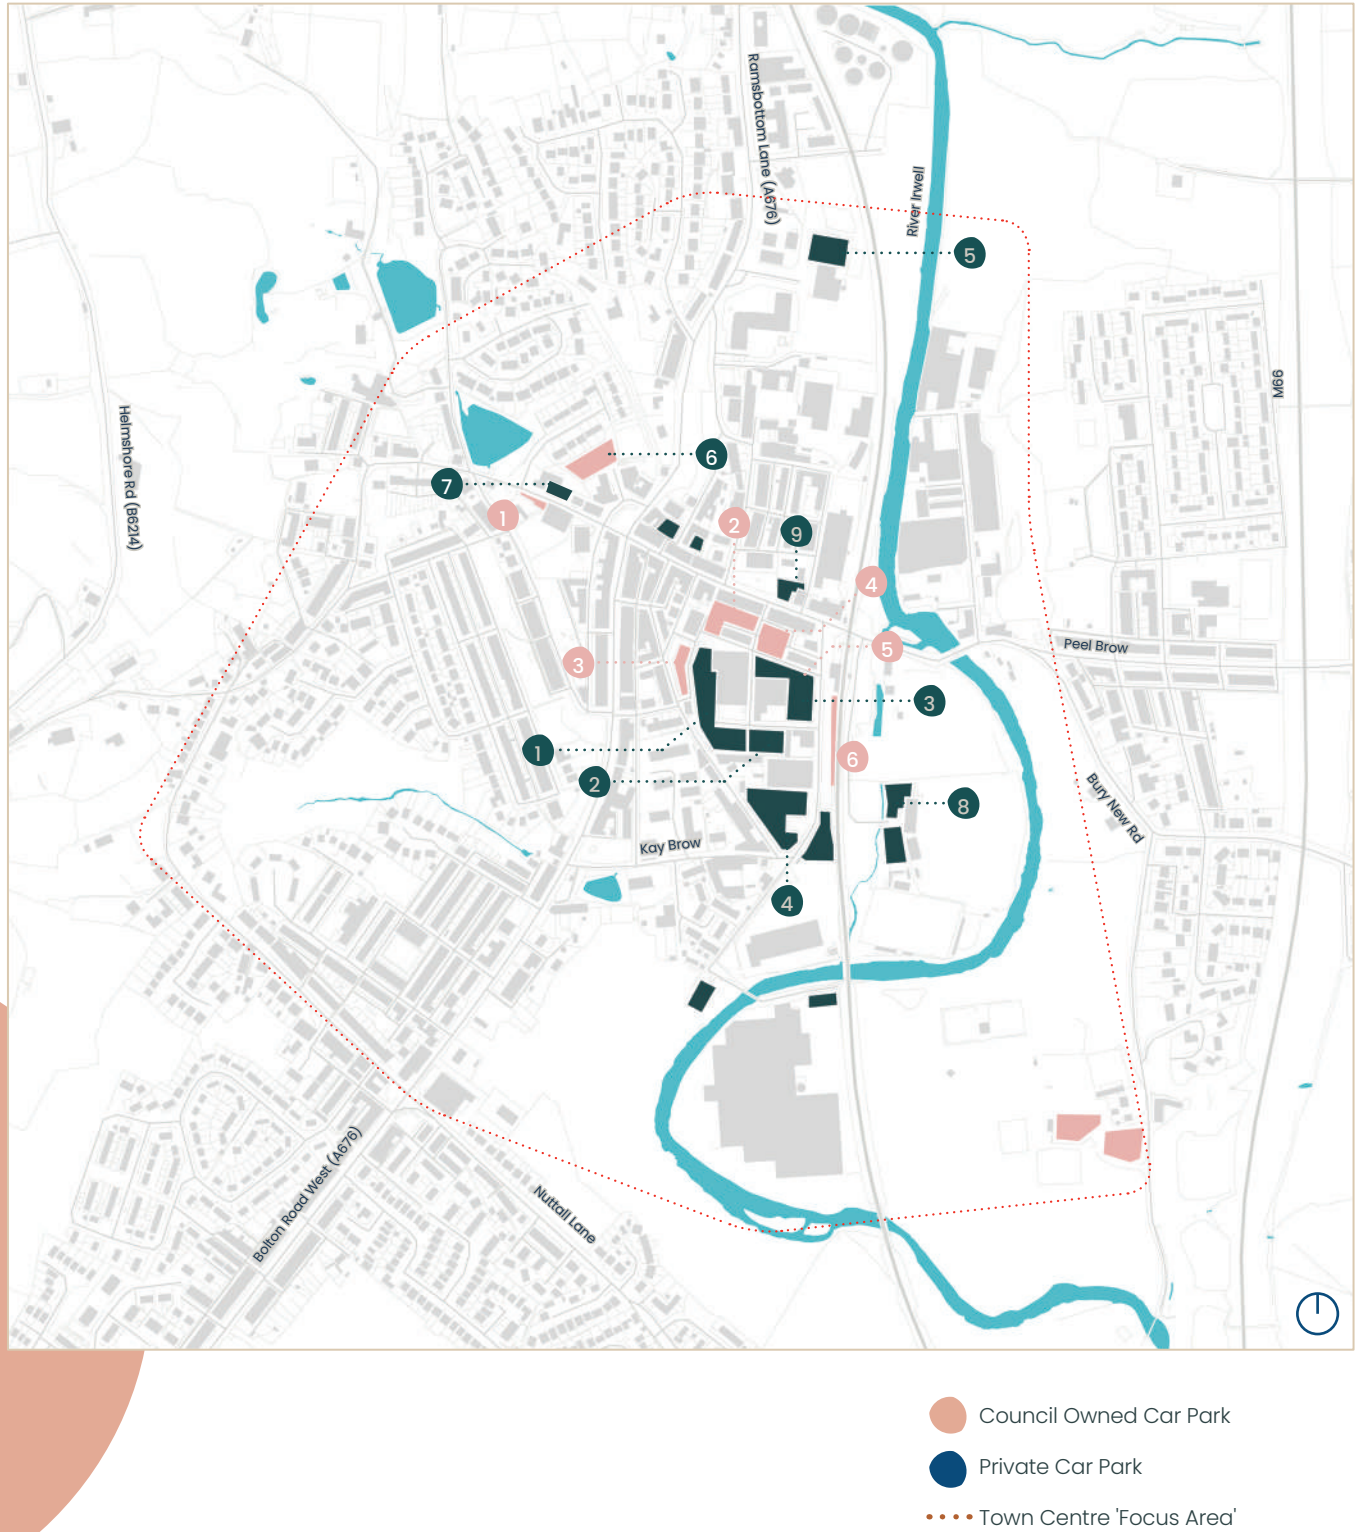 Ramsbottom Lane (A676)
River Irwell
5
M66
Helmshore Rd (B6214)
6
7
1
2
9
4
Peel Brow
5
3
3
1
6
2
Bury New Rd
8
Kay Brow
4
Bolton Road West (A676)
Nuttall Lane
Council Owned Car Park
Private Car Park
Town Centre 'Focus Area'